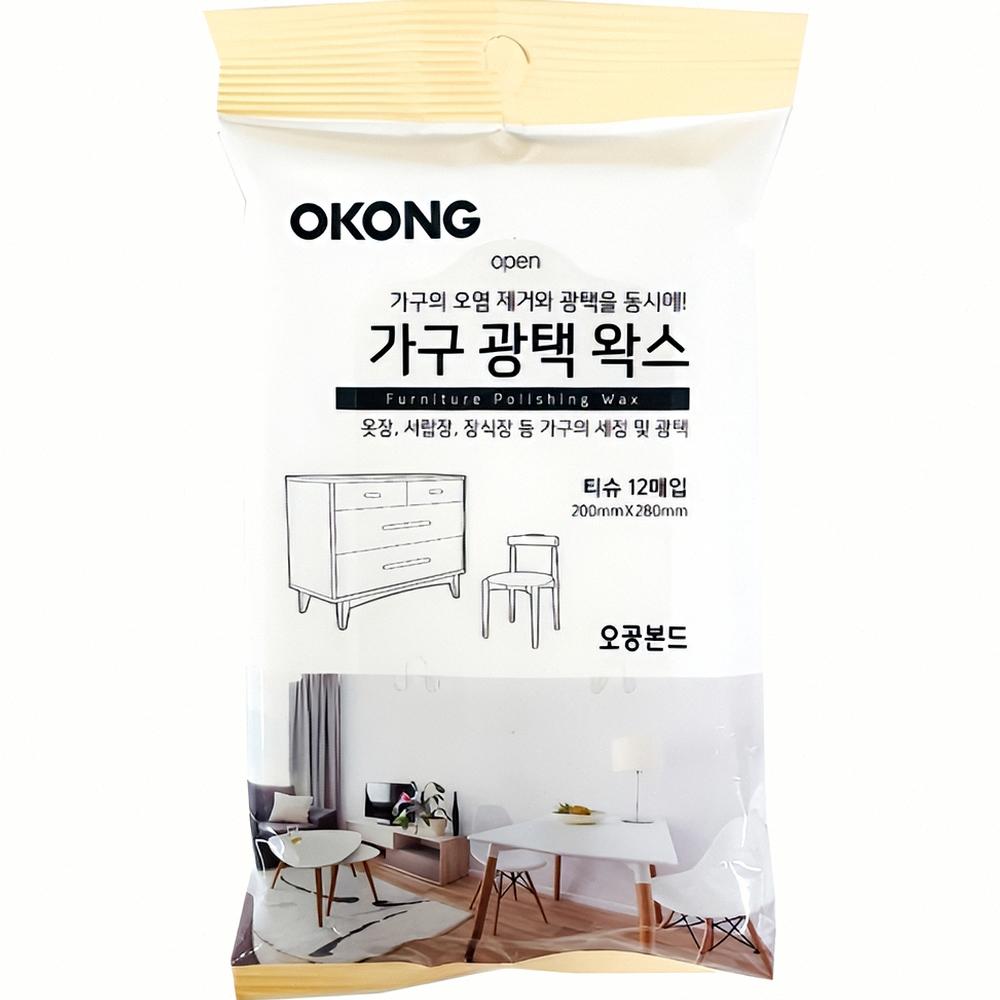 OKONG
open
가구의 오염 제거와 광택을 동시에!
가구 광택 왁스
Furniture Polishing Wax
옷장, 서랍장, 장식장 등 가구의 세정 및 광택
티슈 12매입
200mmX280mm
오공본드